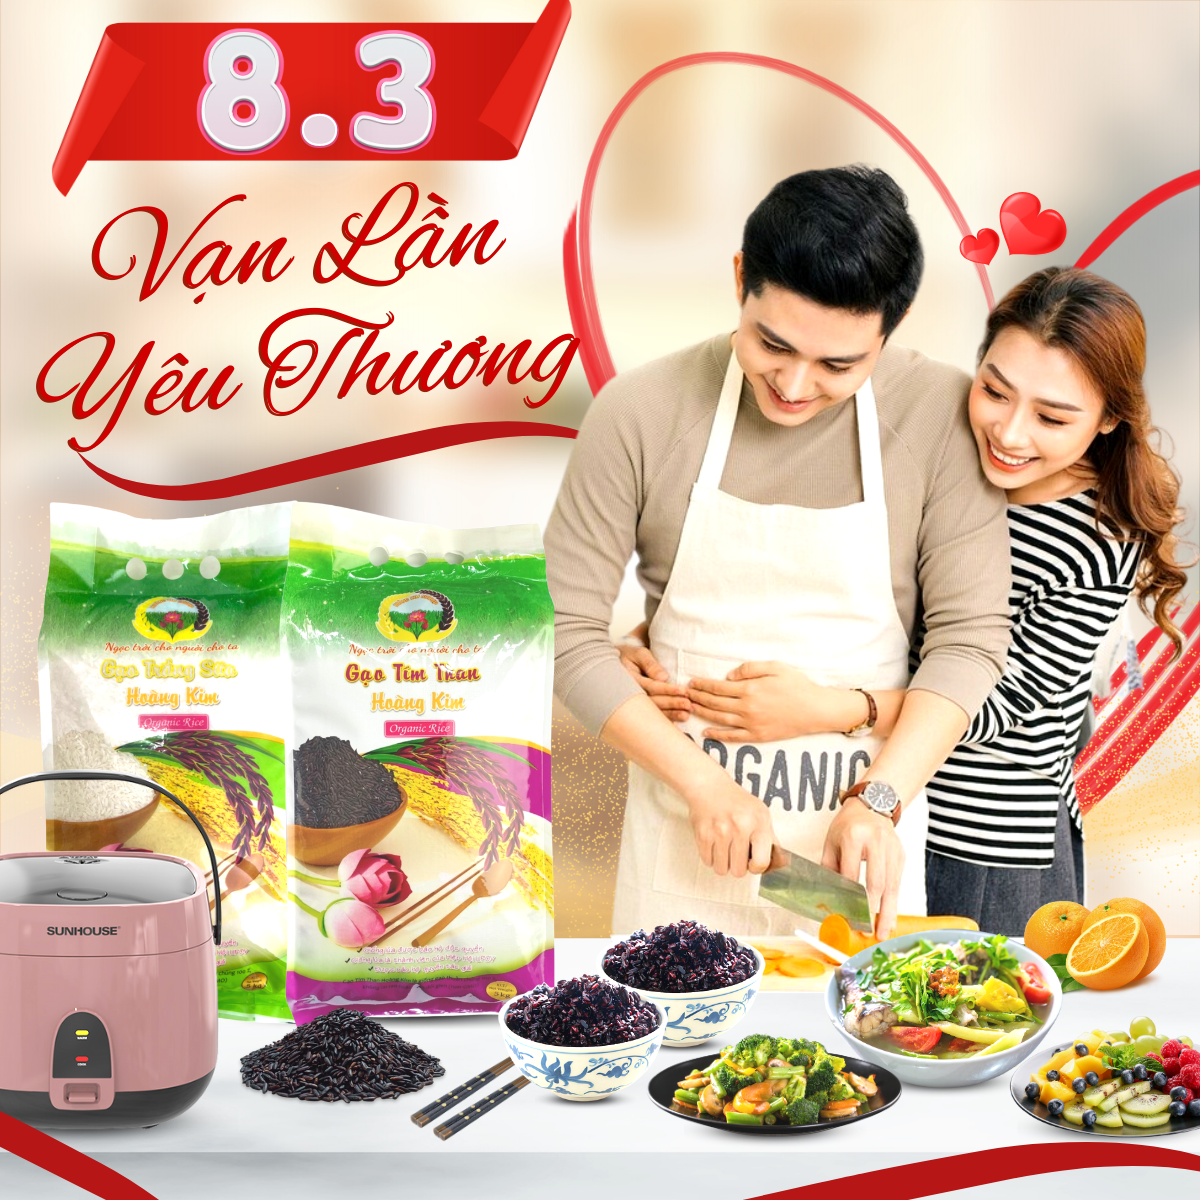 8.3
Vạn Lần
Yêu Thương
Ngọc trời cho người cho ta
Gạo Trắng Sữa
Hoàng Kim
Organic Rice
Ngọc trời cho người cho ta
Gạo Tím Than
Hoàng Kim
Organic Rice
ORGANIC
SUNHOUSE